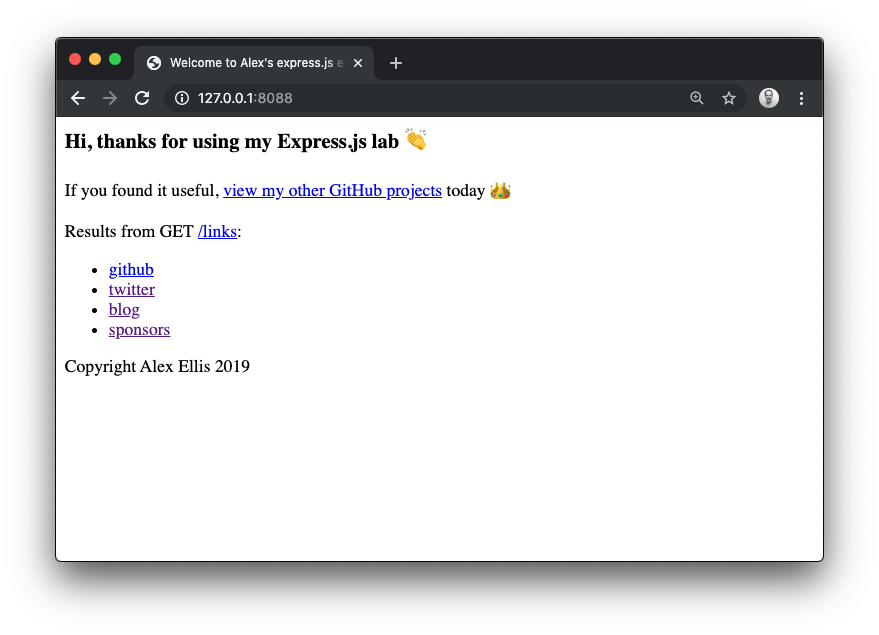 Welcome to Alex's express.js e
127.0.0.1:8088
Hi, thanks for using my Express.js lab 👏
If you found it useful, view my other GitHub projects today 👑
Results from GET /links:
github
twitter
blog
sponsors
Copyright Alex Ellis 2019